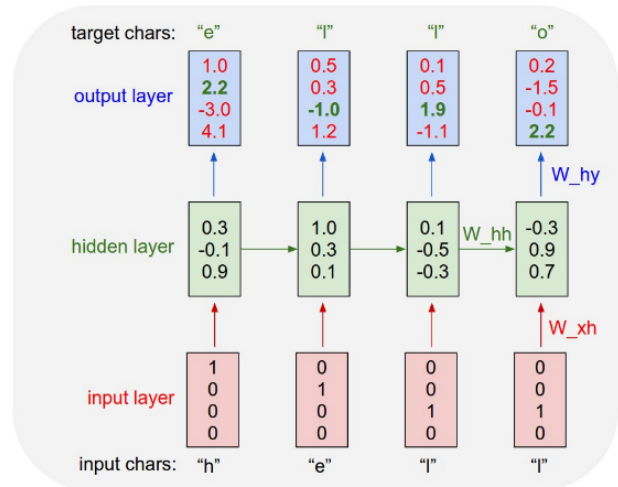 target chars: “e” “l” “l” “o”
output layer
1.0 0.5 0.1 0.2
2.2 0.3 0.5 -1.5
-3.0 -1.0 1.9 -0.1
4.1 1.2 -1.1 2.2
W_hy
hidden layer
0.3 1.0 0.1 -0.3
-0.1 0.3 -0.5 0.9
0.9 0.1 -0.3 0.7
W_hh
W_xh
input layer
1 0 0 0
0 1 0 0
0 0 1 1
0 0 0 0
input chars: “h” “e” “l” “l”